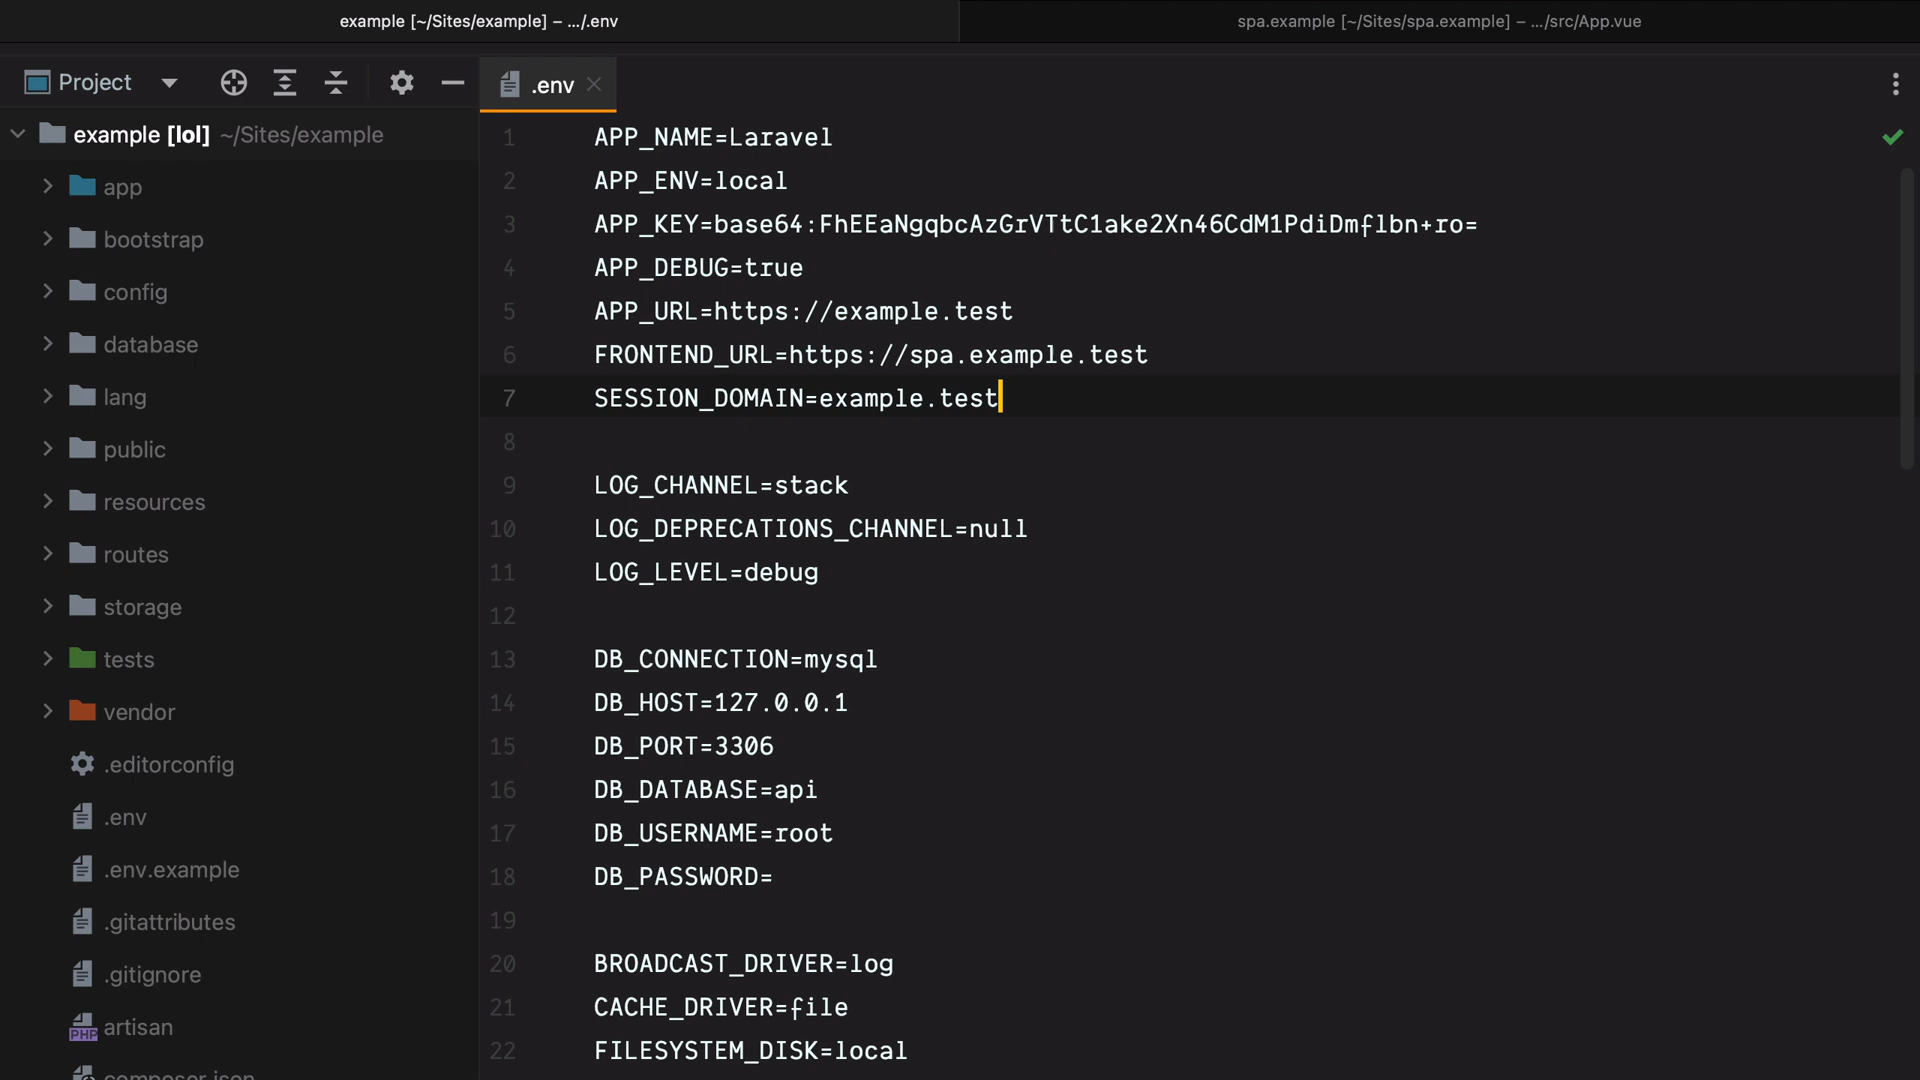 example [~/Sites/example] – .../.env
spa.example [~/Sites/spa.example] – .../src/App.vue
Project
.env
example [lol] ~/Sites/example
app
bootstrap
config
database
lang
public
resources
routes
storage
tests
vendor
.editorconfig
.env
.env.example
.gitattributes
.gitignore
PHP artisan
composer.json
1 APP_NAME=Laravel
2 APP_ENV=local
3 APP_KEY=base64:FhEEaNgqbcAzGrVTtC1ake2Xn46CdM1PdiDmflbn+ro=
4 APP_DEBUG=true
5 APP_URL=https://example.test
6 FRONTEND_URL=https://spa.example.test
7 SESSION_DOMAIN=example.test
8
9 LOG_CHANNEL=stack
10 LOG_DEPRECATIONS_CHANNEL=null
11 LOG_LEVEL=debug
12
13 DB_CONNECTION=mysql
14 DB_HOST=127.0.0.1
15 DB_PORT=3306
16 DB_DATABASE=api
17 DB_USERNAME=root
18 DB_PASSWORD=
19
20 BROADCAST_DRIVER=log
21 CACHE_DRIVER=file
22 FILESYSTEM_DISK=local